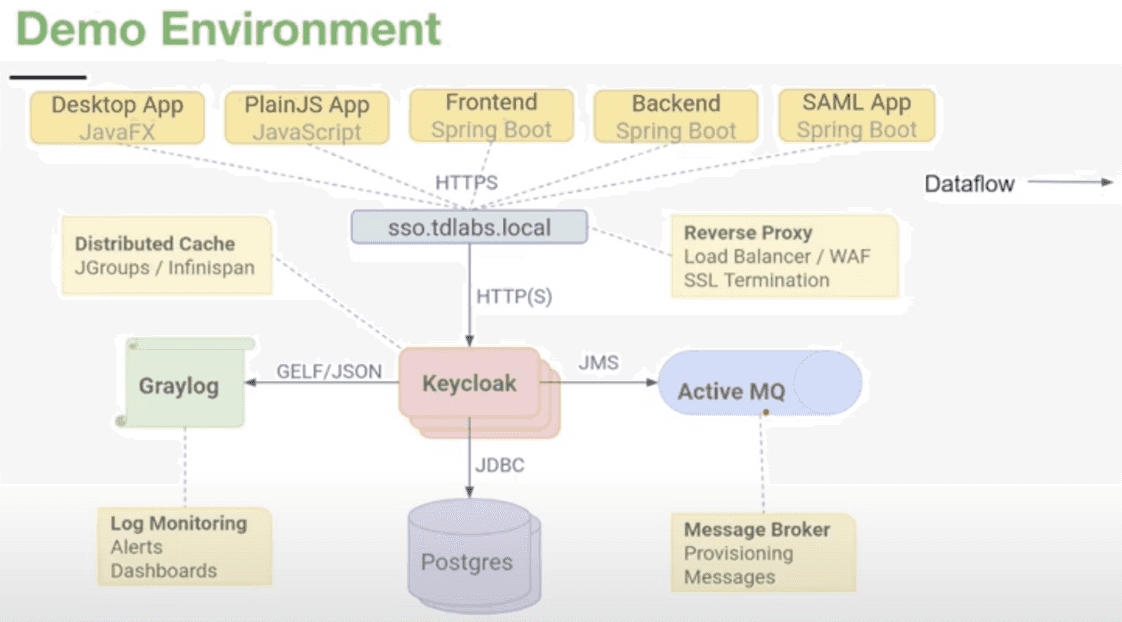 Demo Environment
Desktop App
JavaFX
PlainJS App
JavaScript
Frontend
Spring Boot
Backend
Spring Boot
SAML App
Spring Boot
HTTPS
Dataflow
sso.tdlabs.local
Distributed Cache
JGroups / Infinispan
Reverse Proxy
Load Balancer / WAF
SSL Termination
HTTP(S)
Graylog
GELF/JSON
Keycloak
JMS
Active MQ
JDBC
Log Monitoring
Alerts
Dashboards
Postgres
Message Broker
Provisioning
Messages